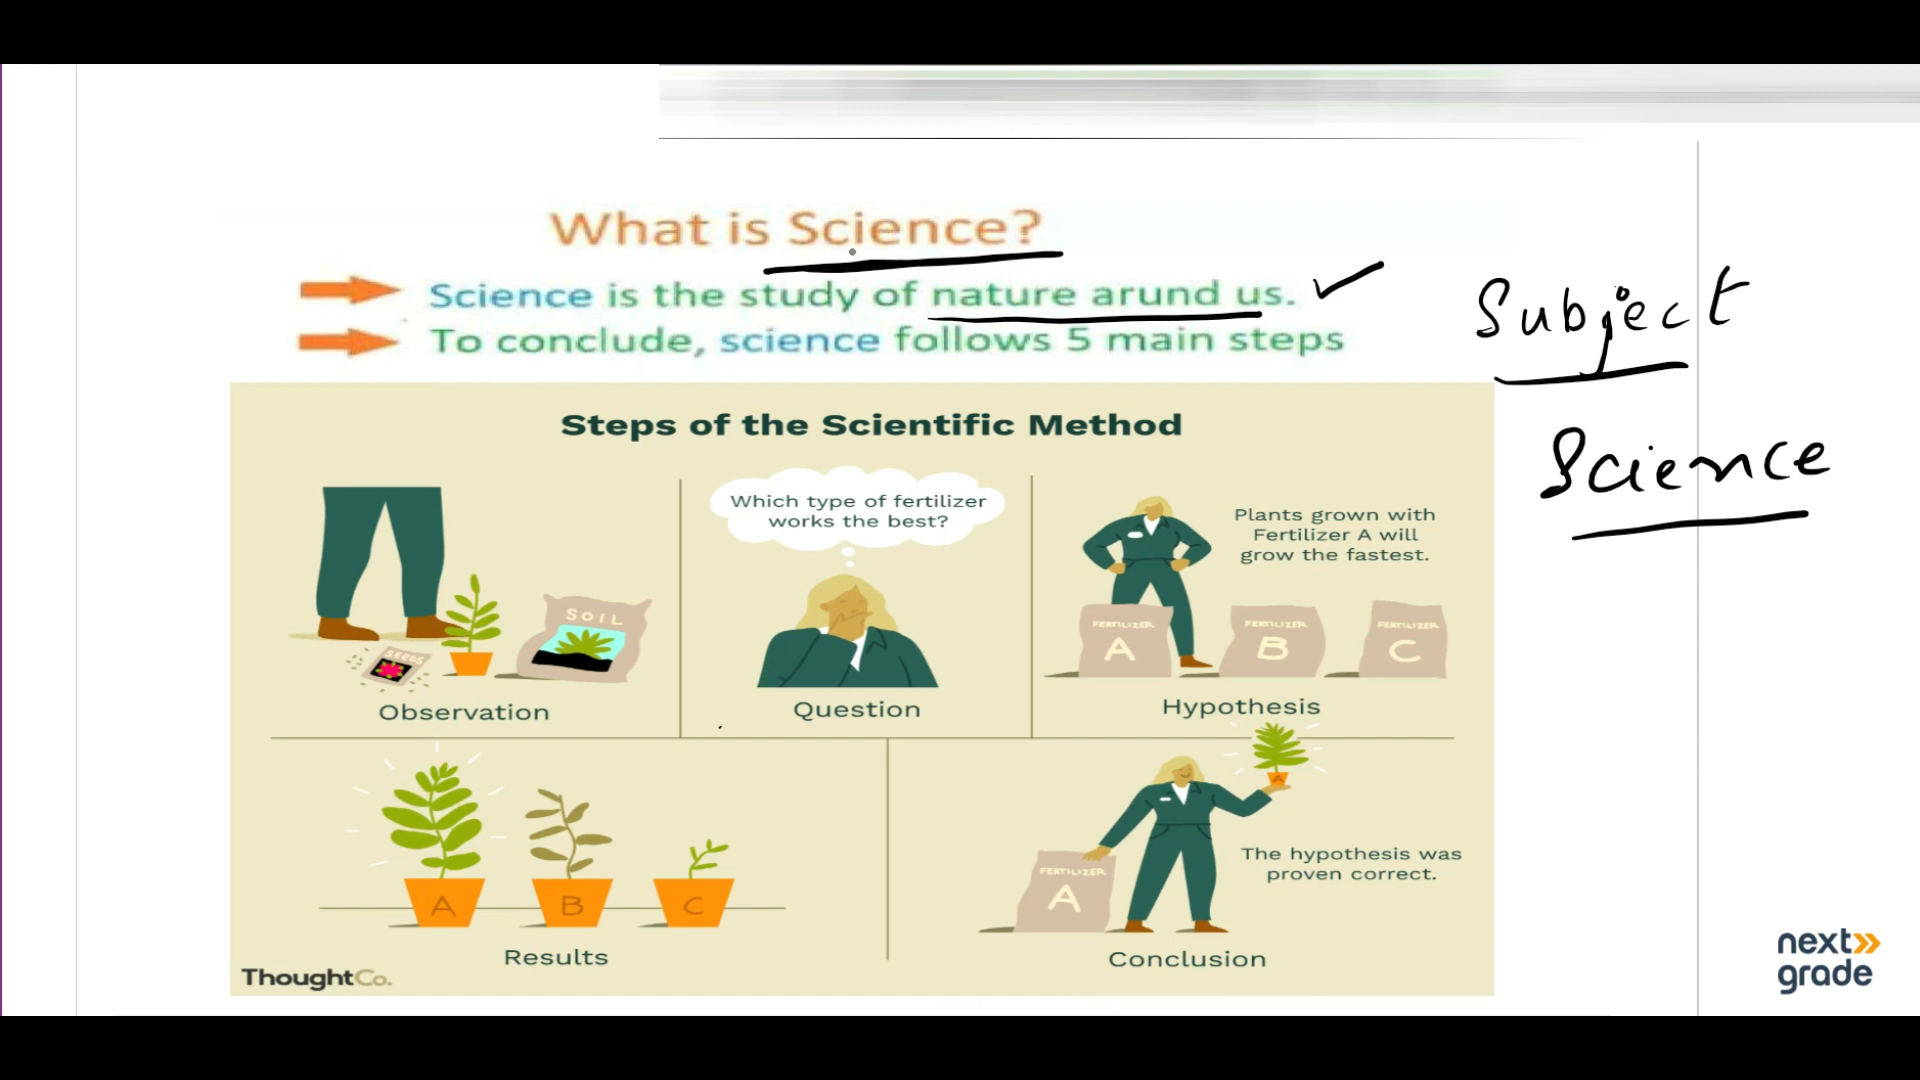 What is Science?
Science is the study of nature arund us.
To conclude, science follows 5 main steps
Subject
Science
Steps of the Scientific Method
SOIL
SEEDS
Observation
Which type of fertilizer
works the best?
Question
Plants grown with
Fertilizer A will
grow the fastest.
FERTILIZER
A
FERTILIZER
B
FERTILIZER
C
Hypothesis
A
B
C
Results
A
The hypothesis was
proven correct.
FERTILIZER
A
Conclusion
ThoughtCo.
next
grade